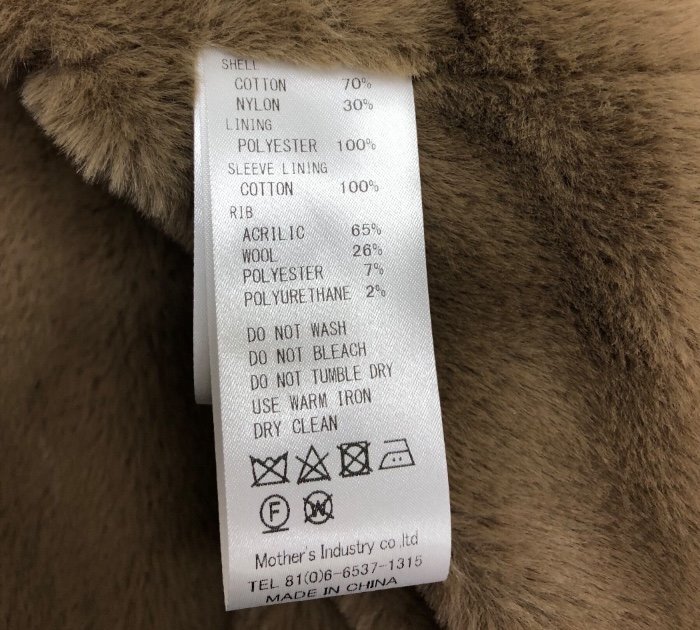 SHELL
COTTON 70%
NYLON 30%
LINING
POLYESTER 100%
SLEEVE LINING
COTTON 100%
RIB
ACRILIC 65%
WOOL 26%
POLYESTER 7%
POLYURETHANE 2%
DO NOT WASH
DO NOT BLEACH
DO NOT TUMBLE DRY
USE WARM IRON
DRY CLEAN
F W
Mother's Industry co.,ltd
TEL 81(0)6-6537-1315
MADE IN CHINA